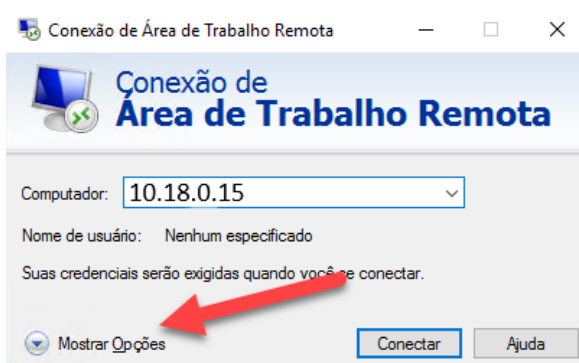 Conexão de Área de Trabalho Remota
Conexão de
Área de Trabalho Remota
Computador: 10.18.0.15
Nome de usuário: Nenhum especificado
Suas credenciais serão exigidas quando você se conectar.
Mostrar Opções Conectar Ajuda